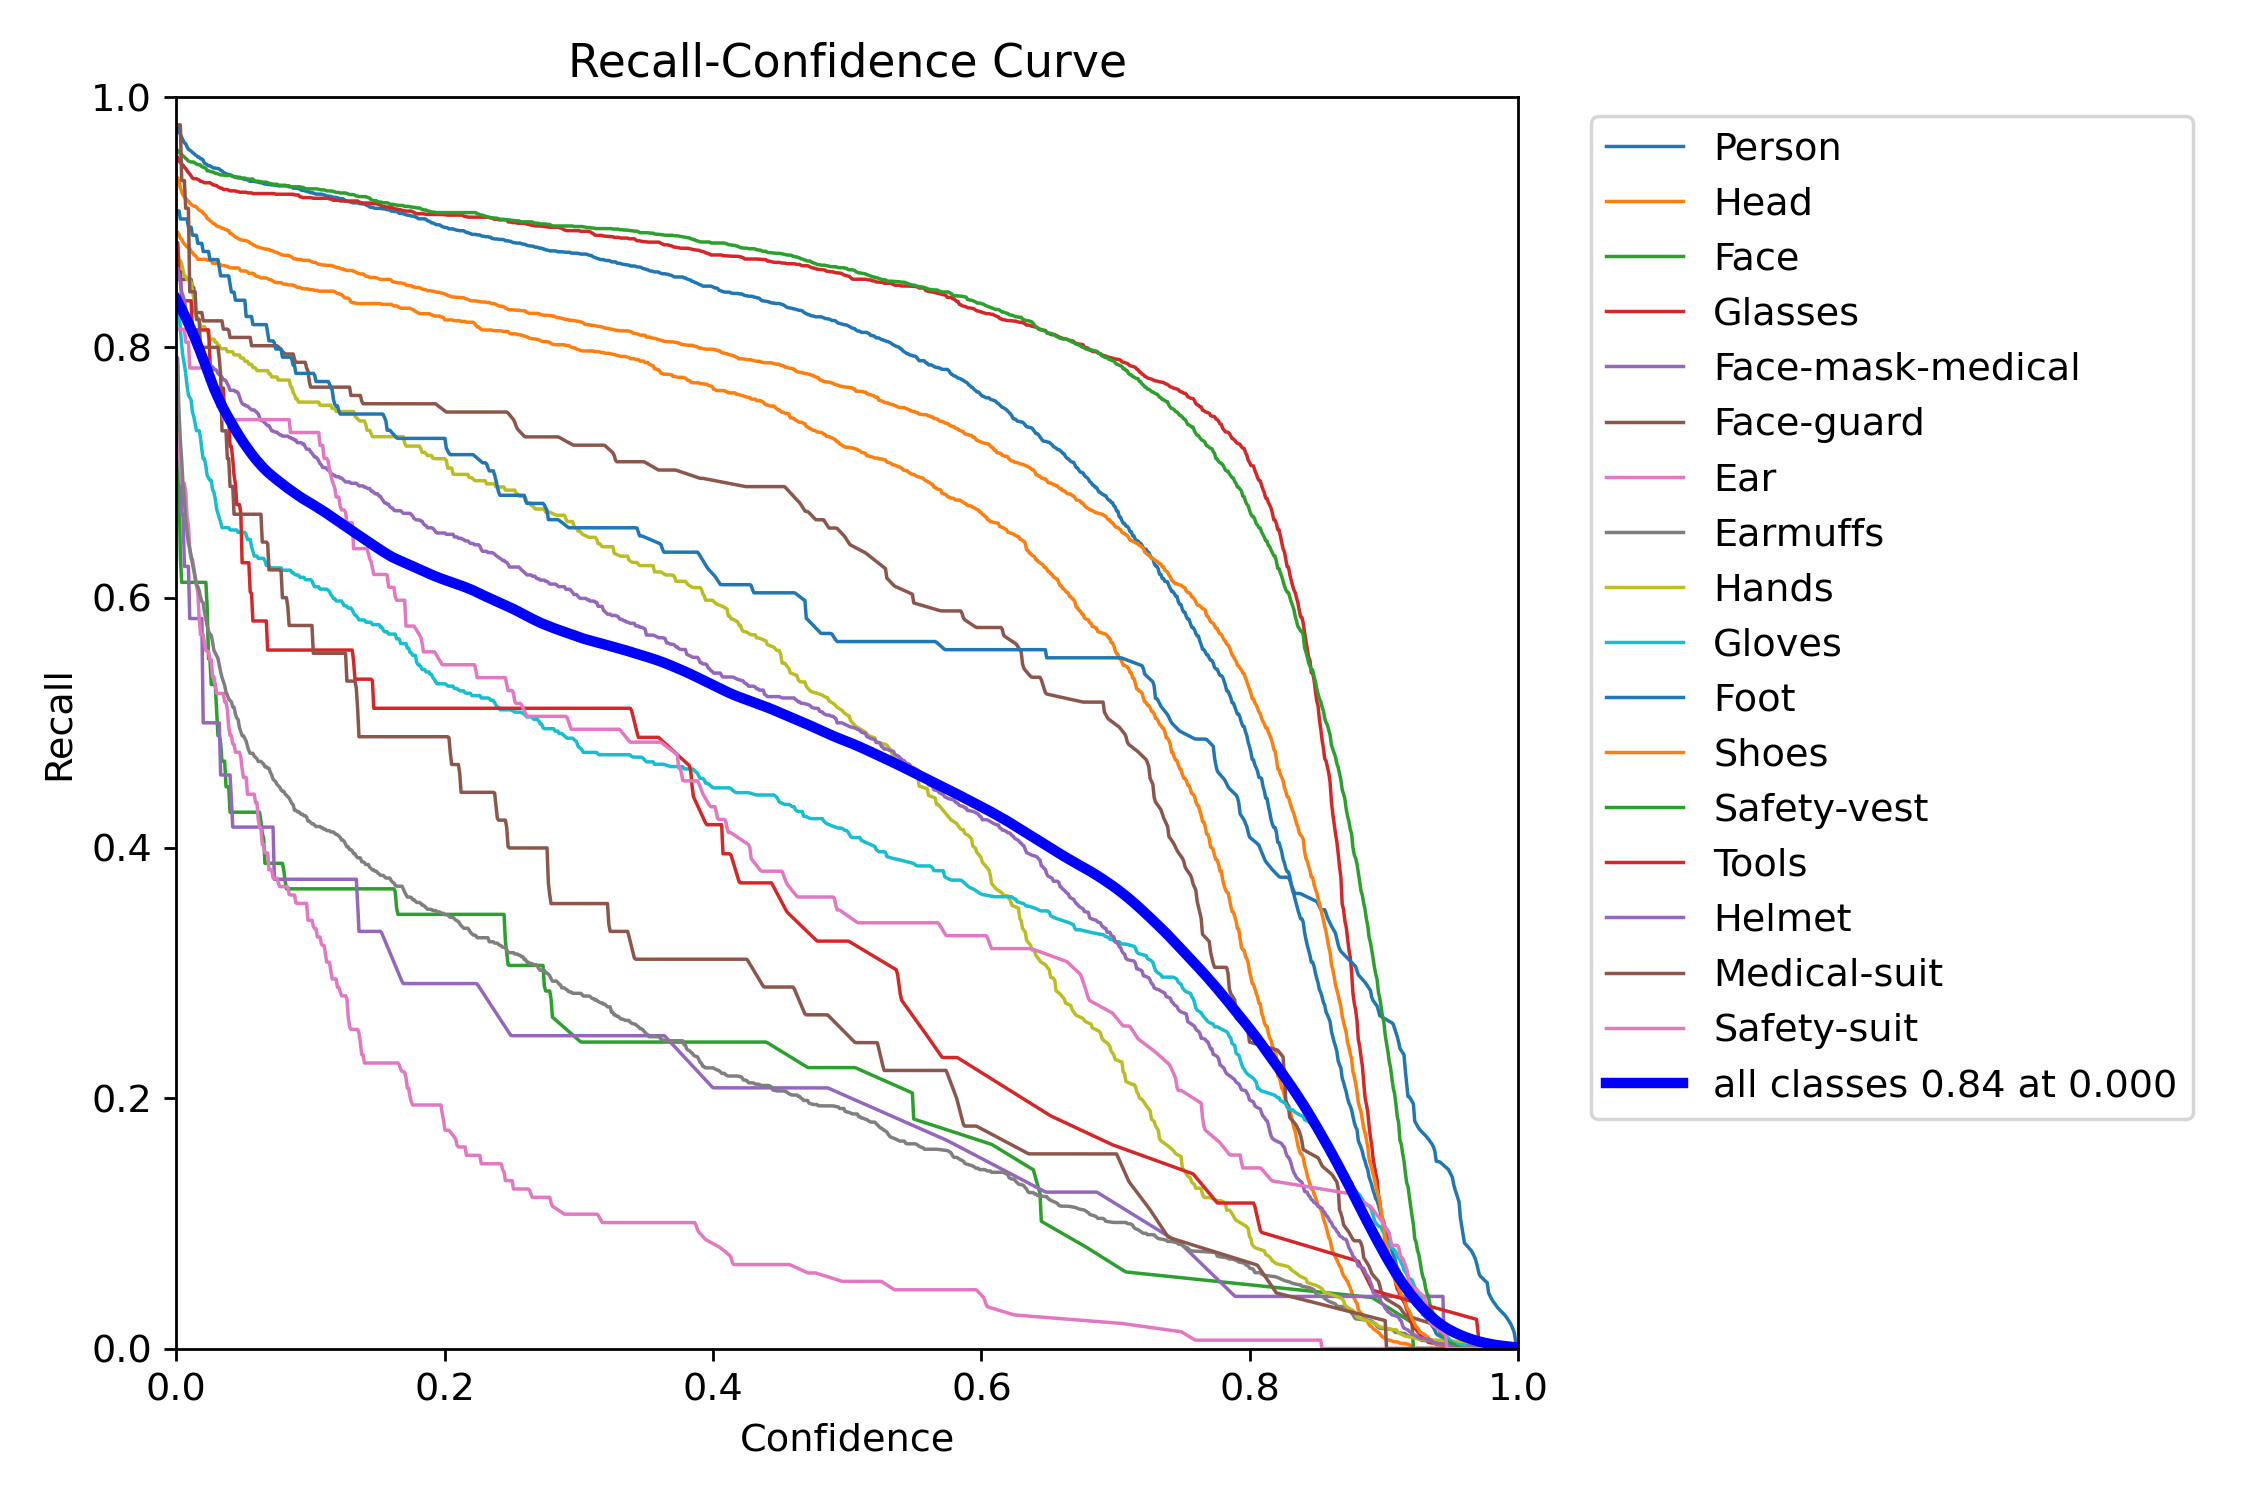 Recall-Confidence Curve
1.0
0.8
0.6
0.4
0.2
0.0
Recall
0.0 0.2 0.4 0.6 0.8 1.0
Confidence
Person
Head
Face
Glasses
Face-mask-medical
Face-guard
Ear
Earmuffs
Hands
Gloves
Foot
Shoes
Safety-vest
Tools
Helmet
Medical-suit
Safety-suit
all classes 0.84 at 0.000